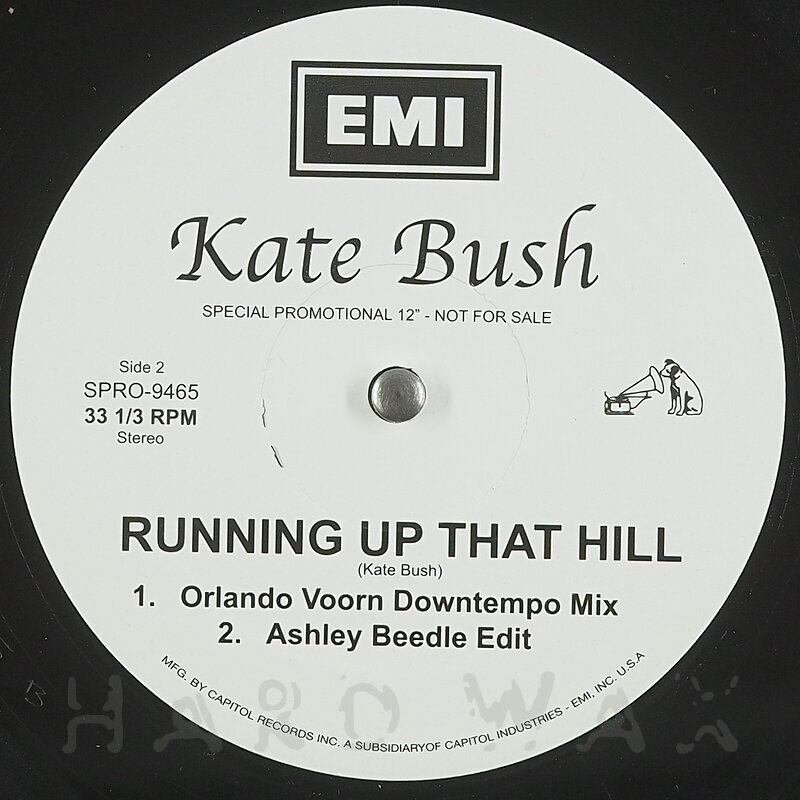 EMI
Kate Bush
SPECIAL PROMOTIONAL 12" - NOT FOR SALE
Side 2
SPRO-9465
33 1/3 RPM
Stereo
RUNNING UP THAT HILL
(Kate Bush)
1. Orlando Voorn Downtempo Mix
2. Ashley Beedle Edit
MFG. BY CAPITOL RECORDS INC. A SUBSIDIARYOF CAPITOL INDUSTRIES - EMI, INC. U.S.A
B
HARD WAX